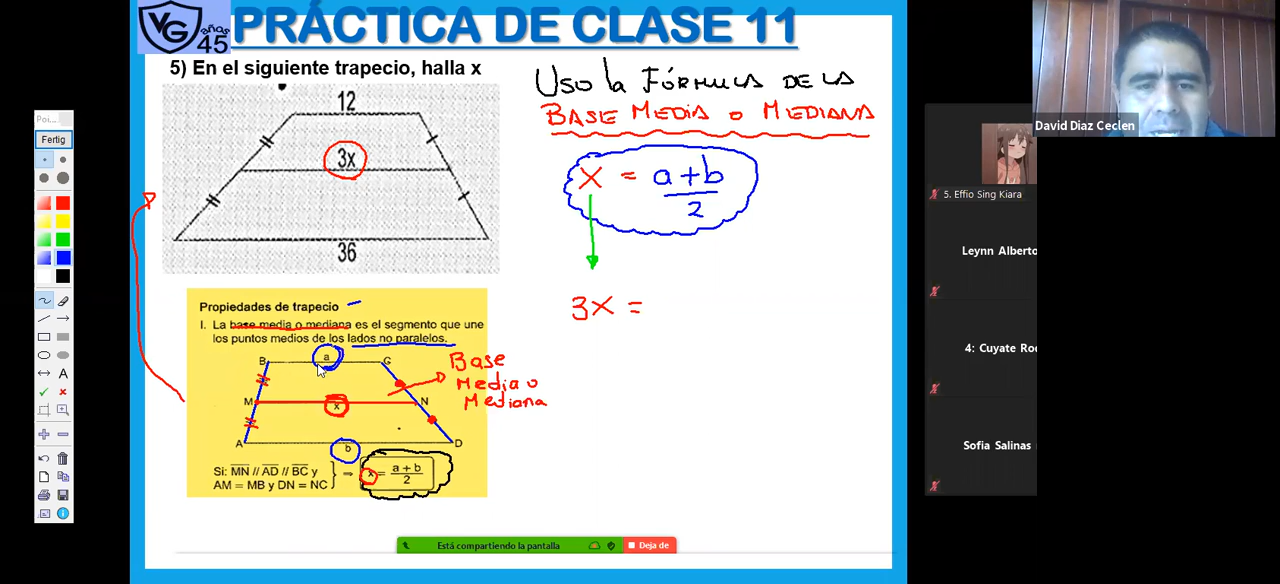 VG
años
45
PRÁCTICA DE CLASE 11
5) En el siguiente trapecio, halla x
12
3x
36
USO la FÓRMULA DE LA
BASE MEDIA O MEDIANA
x = a + b
2
3x =
Propiedades de trapecio
I. La base media o mediana es el segmento que une
los puntos medios de los lados no paralelos.
B a C
M x N
A b D
Base
Media o
Mediana
Si: MN // AD // BC y
AM = MB y DN = NC } ⇒ x = a + b
2
Poi...
Fertig
A
David Diaz Ceclen
5. Effio Sing Kiara
Leynn Alberto
4: Cuyate Roc
Sofia Salinas
Está compartiendo la pantalla
Deja de